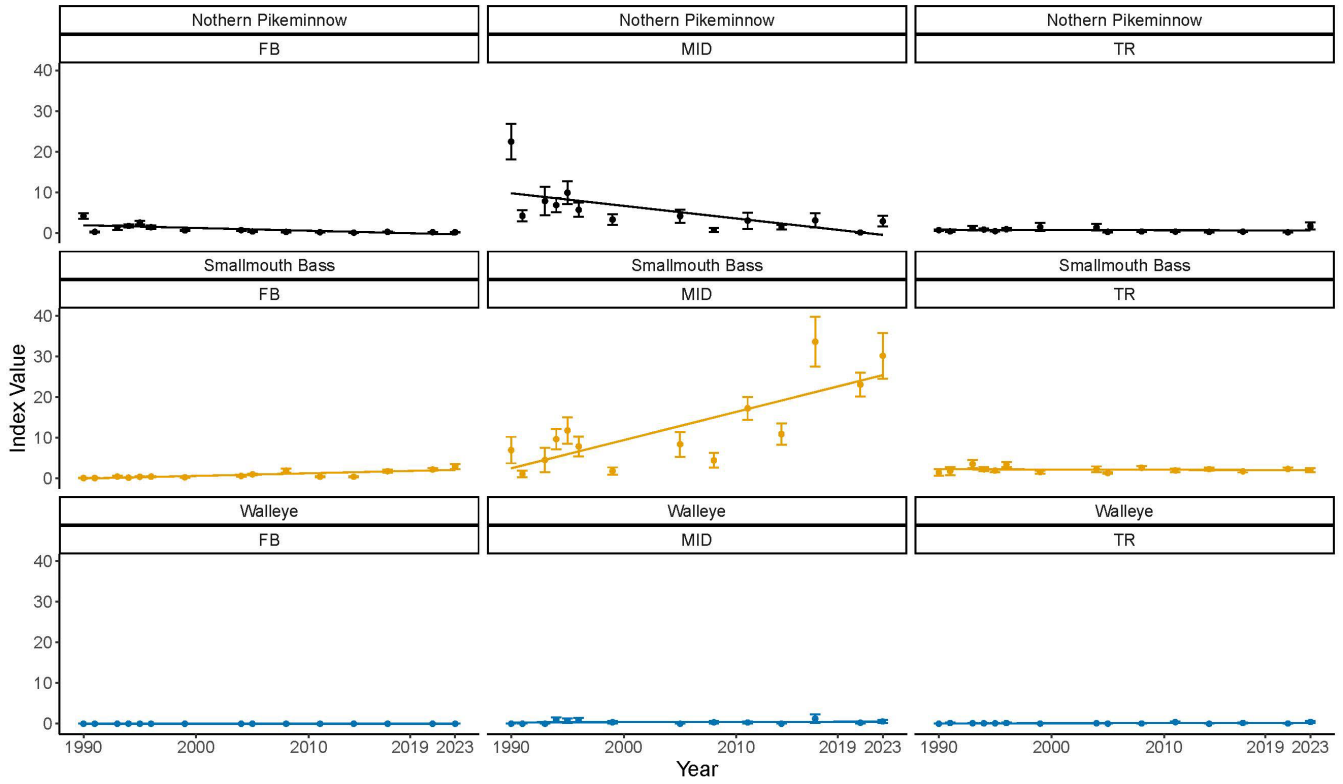 Nothern Pikeminnow Nothern Pikeminnow Nothern Pikeminnow
FB MID TR
40
30
20
10
0
Smallmouth Bass Smallmouth Bass Smallmouth Bass
FB MID TR
40
30
20
10
0
Index Value
Walleye Walleye Walleye
FB MID TR
40
30
20
10
0
1990 2000 2010 2019 2023 1990 2000 2010 2019 2023 1990 2000 2010 2019 2023
Year